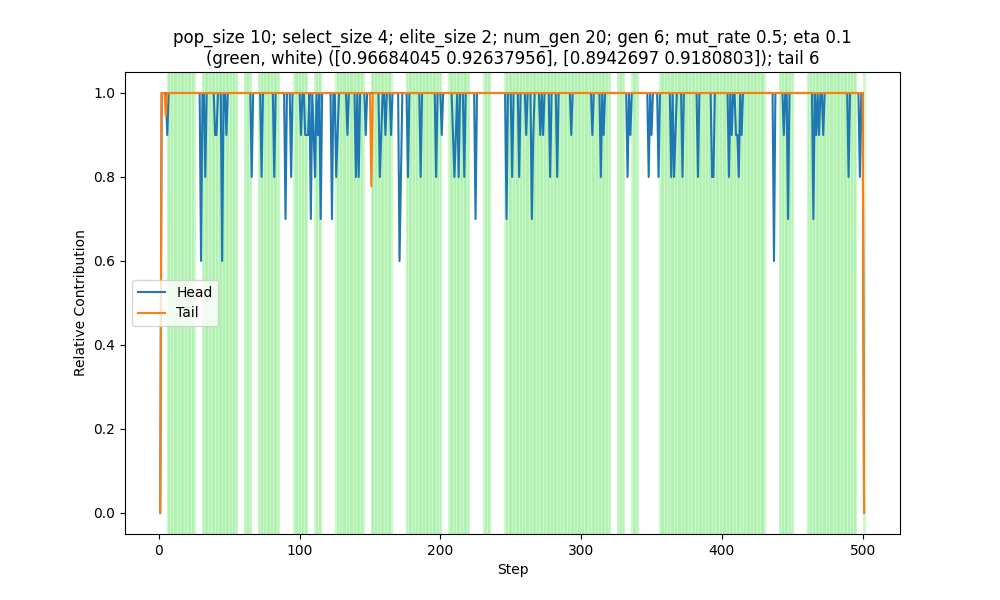 pop_size 10; select_size 4; elite_size 2; num_gen 20; gen 6; mut_rate 0.5; eta 0.1
(green, white) ([0.96684045 0.92637956], [0.8942697 0.9180803]); tail 6
1.0
0.8
0.6
0.4
0.2
0.0
Relative Contribution
Head
Tail
0 100 200 300 400 500
Step